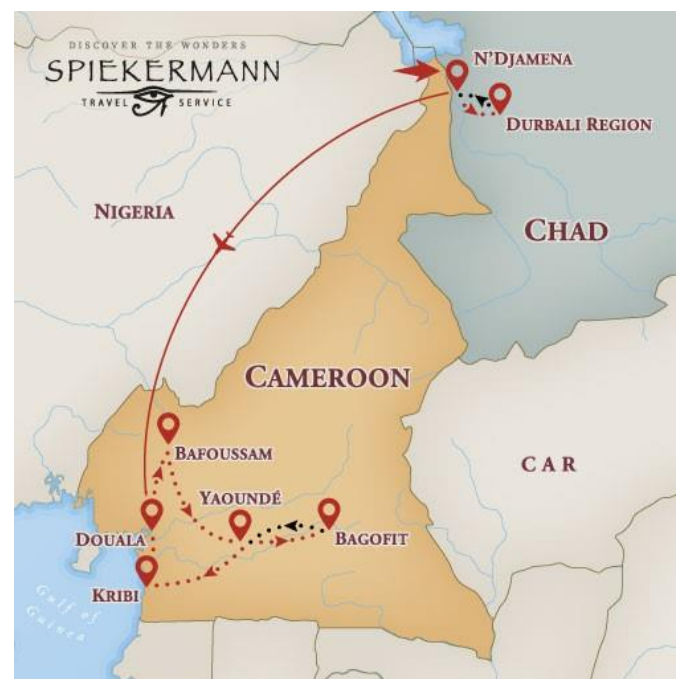 DISCOVER THE WONDERS
SPIEKERMANN
TRAVEL SERVICE
N'DJAMENA
DURBALI REGION
NIGERIA
CHAD
CAMEROON
BAFOUSSAM
CAR
YAOUNDÉ
DOUALA
BAGOFIT
KRIBI
Gulf of
Guinea